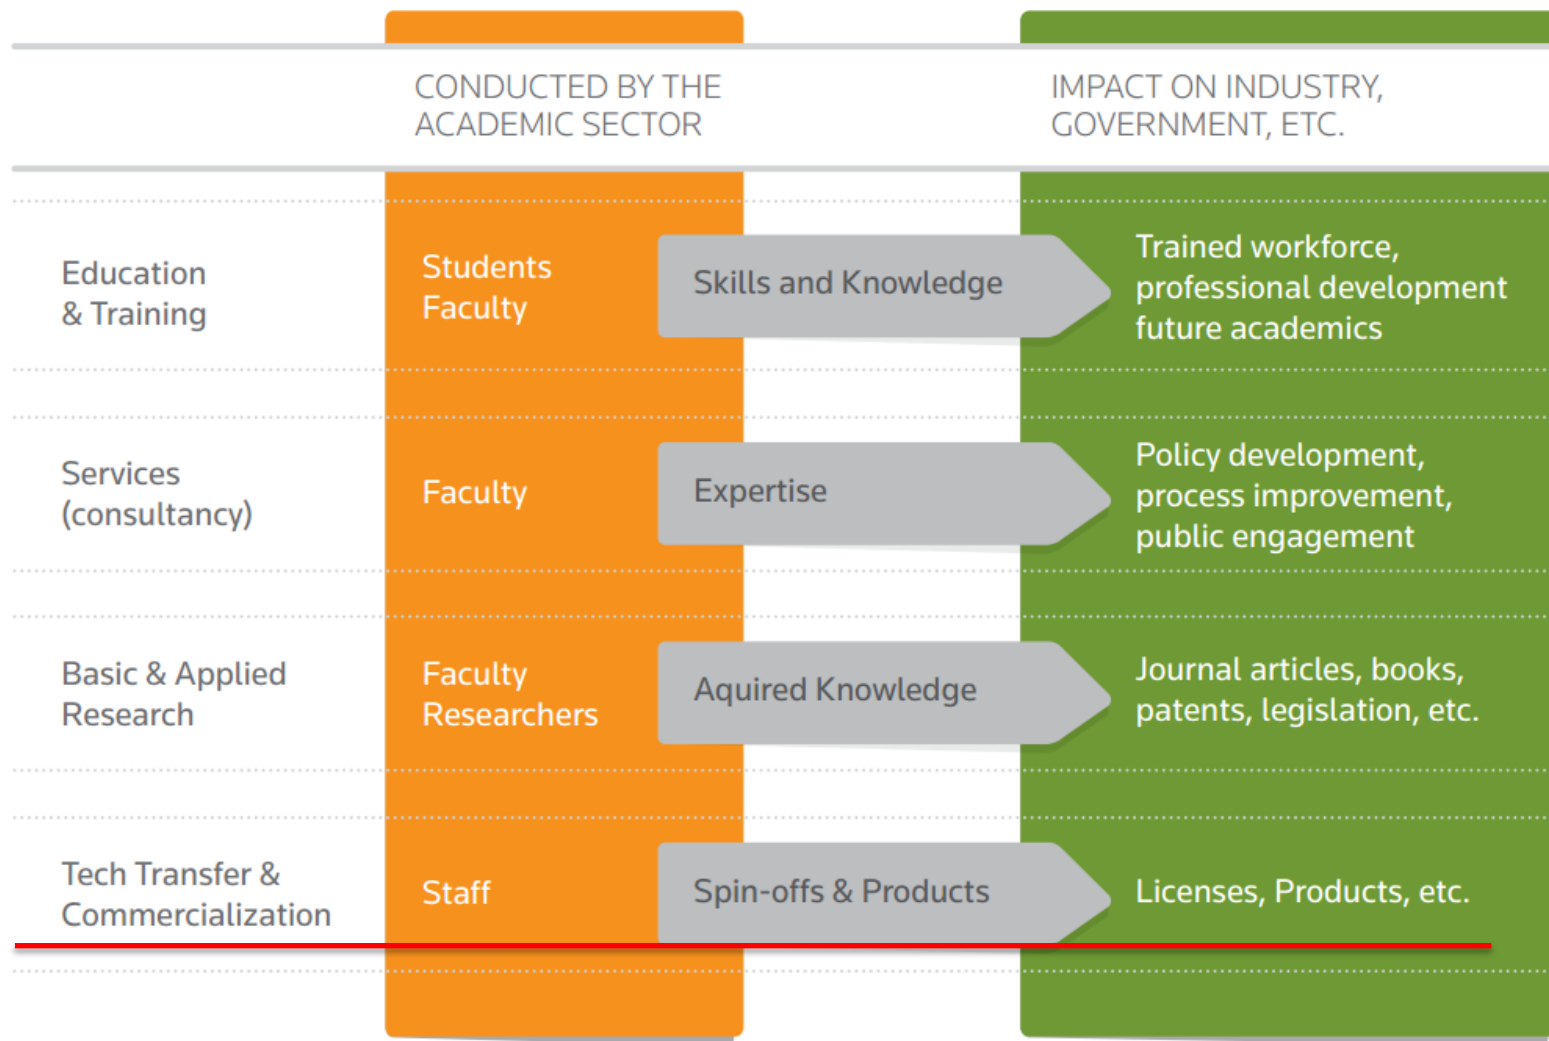 CONDUCTED BY THE
ACADEMIC SECTOR
IMPACT ON INDUSTRY,
GOVERNMENT, ETC.
Education
& Training
Students
Faculty
Skills and Knowledge
Trained workforce,
professional development
future academics
Services
(consultancy)
Faculty
Expertise
Policy development,
process improvement,
public engagement
Basic & Applied
Research
Faculty
Researchers
Aquired Knowledge
Journal articles, books,
patents, legislation, etc.
Tech Transfer &
Commercialization
Staff
Spin-offs & Products
Licenses, Products, etc.